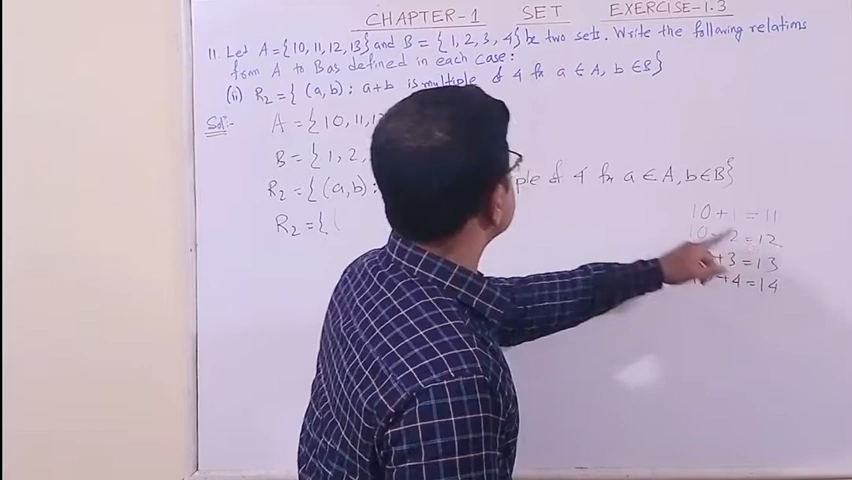 CHAPTER-1 SET EXERCISE-1.3
11. Let A={10,11,12,13} and B = {1, 2, 3, 4} be two sets. Write the following relations
from A to B as defined in each case:
(ii) R₂={ (a,b): a+b is multiple of 4 for a ∈ A, b ∈ B}
Sol:-
A = {10, 11, 1
B = { 1, 2,
R₂ = { (a,b): ple of 4 for a ∈ A, b ∈ B}
R₂ = { (
10+1 = 11
10 2 = 12
+3 = 13
+4 = 14